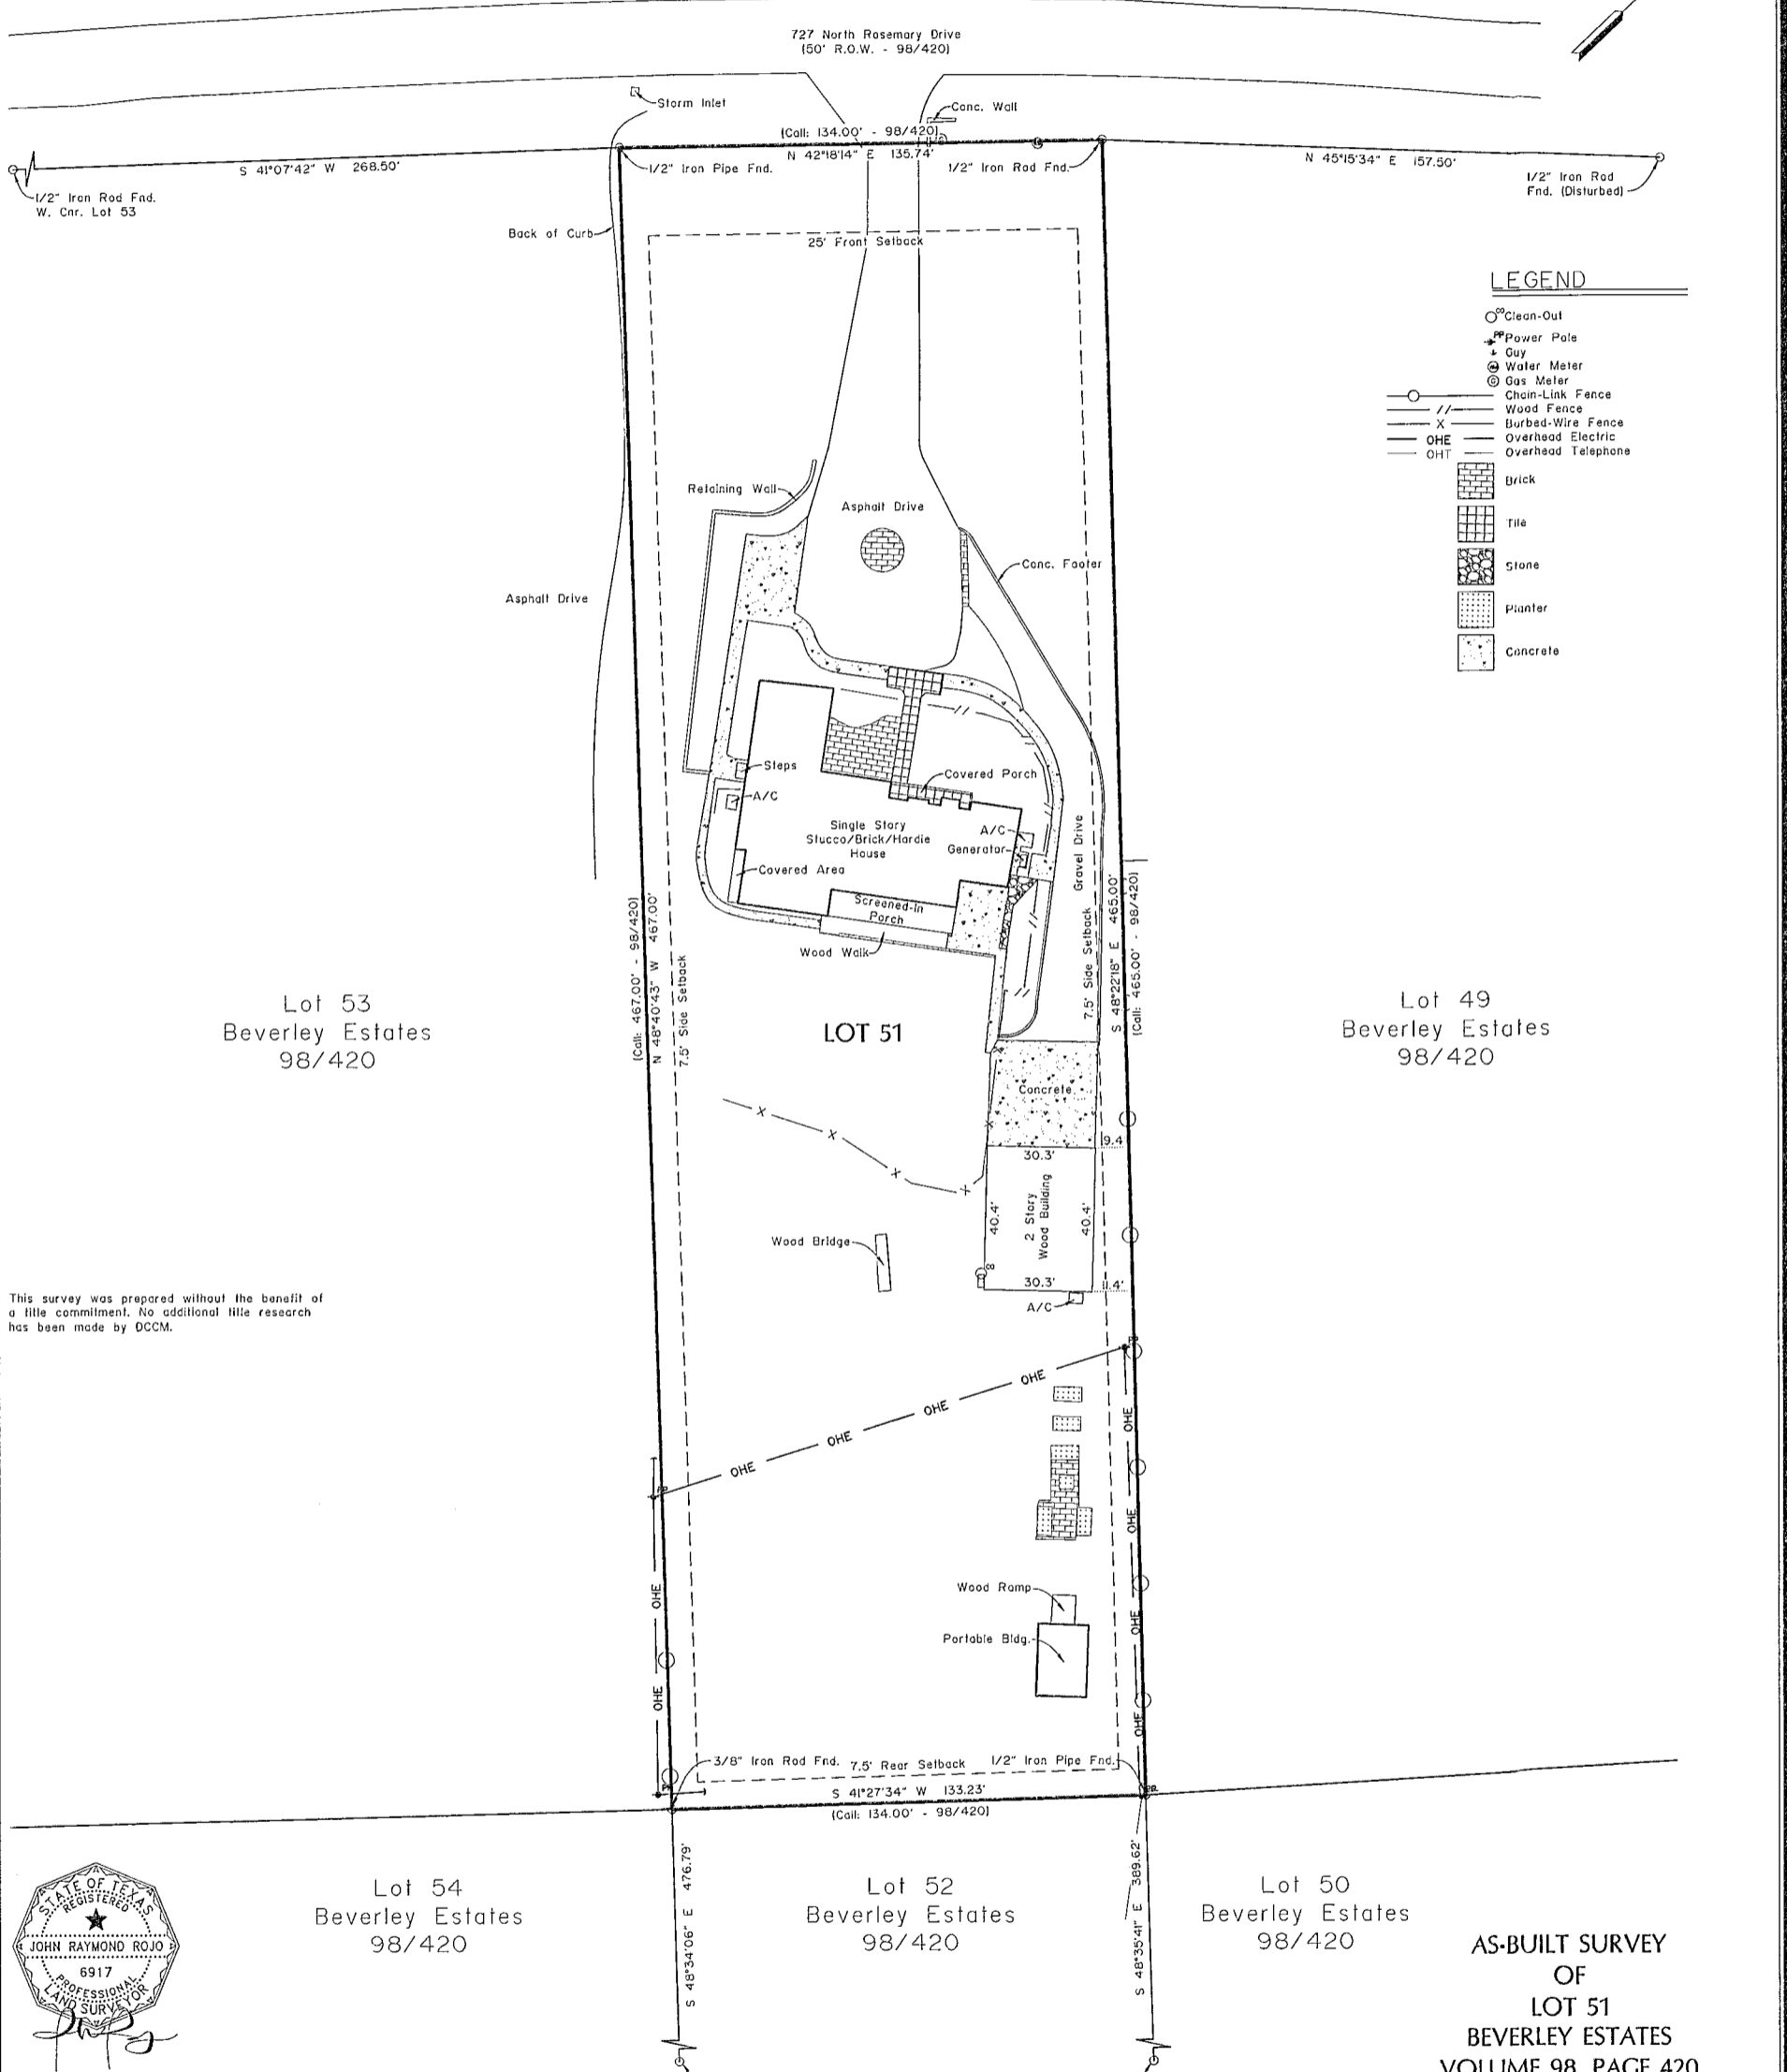 727 North Rosemary Drive
(50' R.O.W. - 98/420)
Storm Inlet
Conc. Wall
(Call: 134.00' - 98/420)
N 42°18'14" E 135.74'
S 41°07'42" W 268.50'
1/2" Iron Pipe Fnd.
1/2" Iron Rod Fnd.
N 45°15'34" E 157.50'
1/2" Iron Rod Fnd.
W. Cnr. Lot 53
1/2" Iron Rod
Fnd. (Disturbed)
Back of Curb
25' Front Setback
LEGEND
CO Clean-Out
PP Power Pole
Guy
Water Meter
G Gas Meter
Chain-Link Fence
// Wood Fence
X Barbed-Wire Fence
OHE Overhead Electric
OHT Overhead Telephone
Brick
Tile
Stone
Planter
Concrete
Retaining Wall
Asphalt Drive
Conc. Footer
Asphalt Drive
Steps
A/C
Covered Porch
Single Story
Stucco/Brick/Hardie
House
A/C
Generator
Covered Area
Screened-In
Porch
Wood Walk
Gravel Drive
7.5' Side Setback
S 48°22'18" E 465.00'
(Call: 465.00' - 98/420)
(Call: 467.00' - 98/420)
N 48°40'43" W 467.00'
7.5' Side Setback
Lot 53
Beverley Estates
98/420
LOT 51
Lot 49
Beverley Estates
98/420
Concrete
9.4
30.3'
40.4'
2 Story
Wood Building
40.4'
30.3'
CO
A/C
Wood Bridge
This survey was prepared without the benefit of
a title commitment. No additional title research
has been made by DCCM.
OHE
OHE
OHE
OHE
OHE
OHE
OHE
OHE
OHE
OHE
Wood Ramp
Portable Bldg.
3/8" Iron Rod Fnd.
7.5' Rear Setback
1/2" Iron Pipe Fnd.
S 41°27'34" W 133.23'
(Call: 134.00' - 98/420)
S 48°34'06" E 476.79'
S 48°35'41" E 389.62'
Lot 54
Beverley Estates
98/420
Lot 52
Beverley Estates
98/420
Lot 50
Beverley Estates
98/420
STATE OF TEXAS
REGISTERED
JOHN RAYMOND ROJO
6917
PROFESSIONAL
LAND SURVEYOR
AS-BUILT SURVEY
OF
LOT 51
BEVERLEY ESTATES
VOLUME 98, PAGE 420